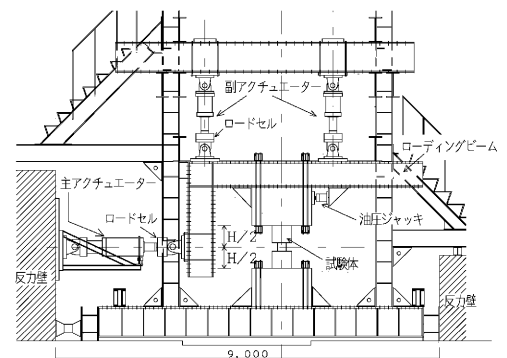 副アクチュエーター
ロードセル
ローディングビーム
主アクチュエーター
油圧ジャッキ
ロードセル
H/2
H/2
試験体
反力壁
反力壁
9.000